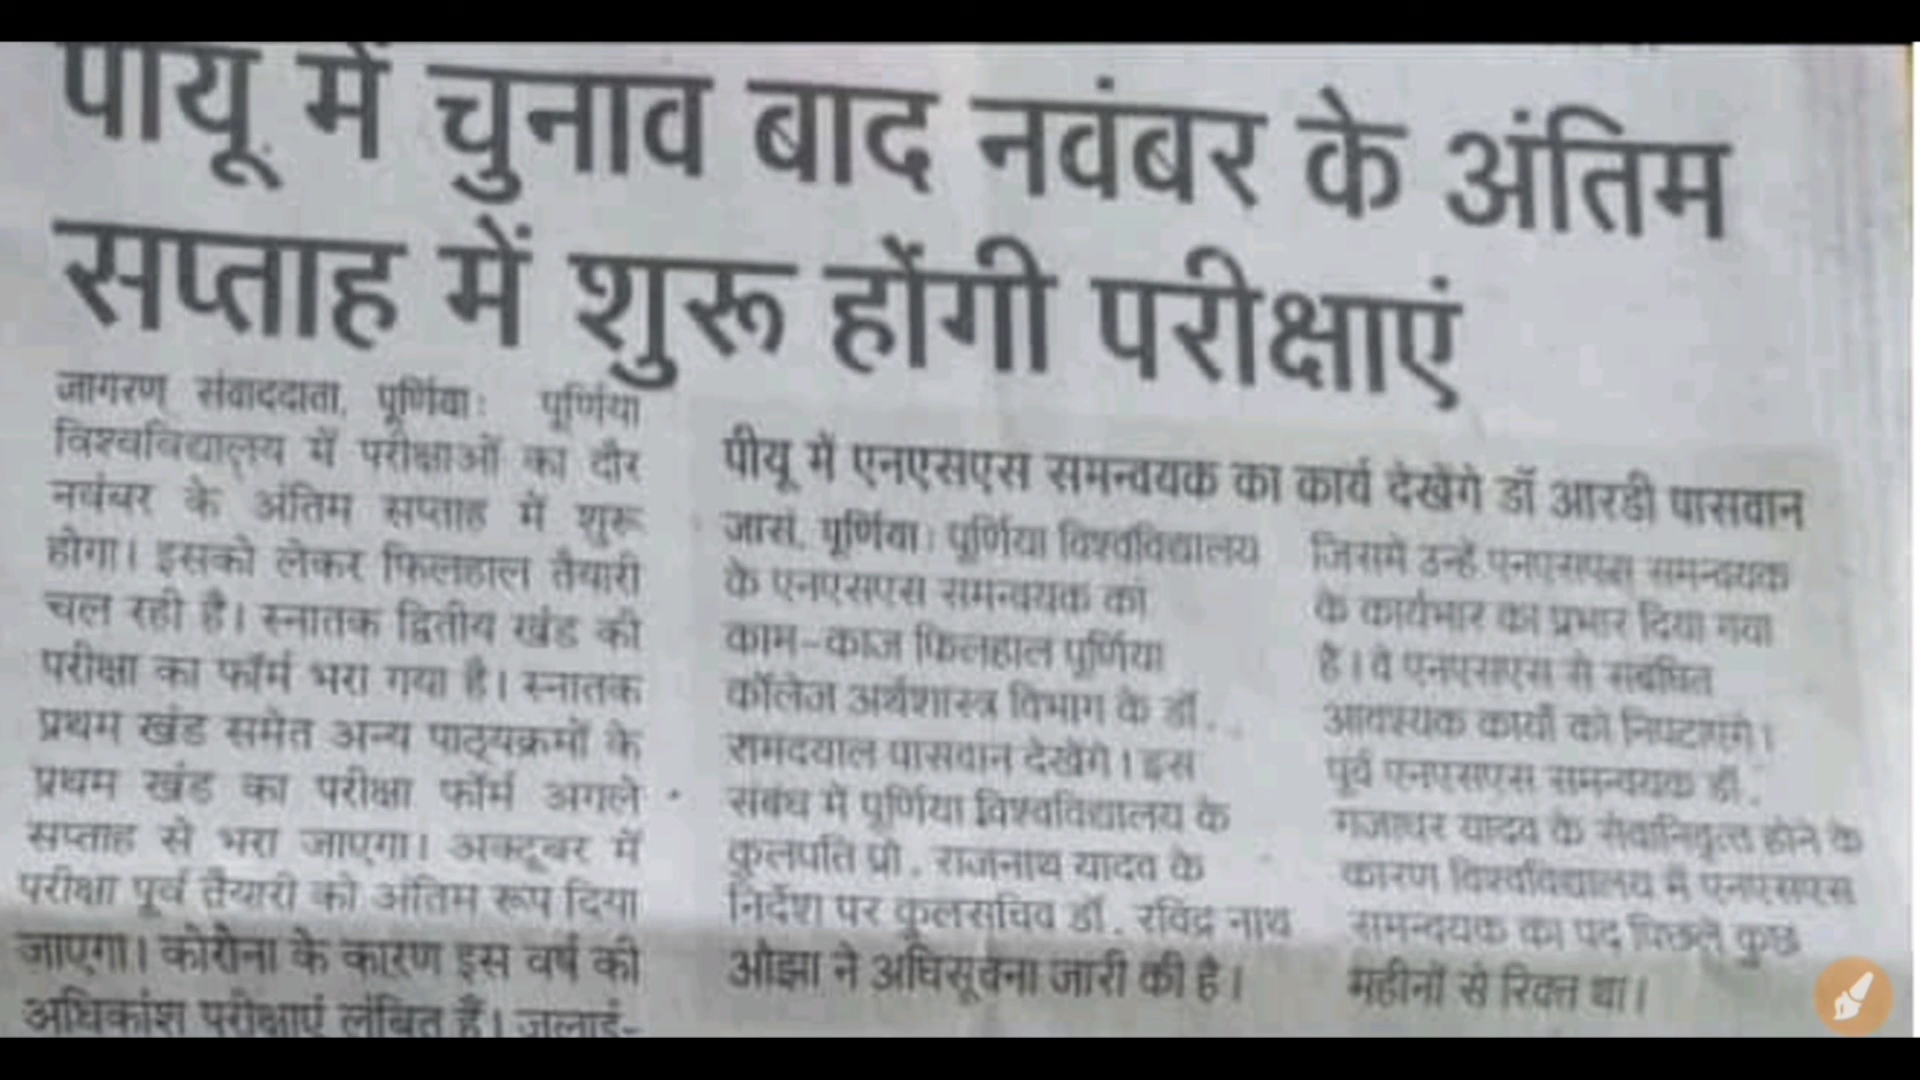 पीयू में चुनाव बाद नवंबर के अंतिम
सप्ताह में शुरू होंगी परीक्षाएं
जागरण संवाददाता, पूर्णिया: पूर्णिया
विश्वविद्यालय में परीक्षाओं का दौर
नवंबर के अंतिम सप्ताह में शुरू
होगा। इसको लेकर फिलहाल तैयारी
चल रही है। स्नातक द्वितीय खंड की
परीक्षा का फॉर्म भरा गया है। स्नातक
प्रथम खंड समेत अन्य पाठ्यक्रमों के
प्रथम खंड का परीक्षा फॉर्म अगले
सप्ताह से भरा जाएगा। अक्टूबर में
परीक्षा पूर्व तैयारी को अंतिम रूप दिया
जाएगा। कोरोना के कारण इस वर्ष की
अधिकांश परीक्षाएं लंबित हैं। जुलाई-
पीयू में एनएसएस समन्वयक का कार्य देखेंगे डॉ आरडी पासवान
जासं, पूर्णिया: पूर्णिया विश्वविद्यालय
के एनएसएस समन्वयक का
काम-काज फिलहाल पूर्णिया
कॉलेज अर्थशास्त्र विभाग के डॉ.
रामदयाल पासवान देखेंगे। इस
संबंध में पूर्णिया विश्वविद्यालय के
कुलपति प्रो. राजनाथ यादव के
निर्देश पर कुलसचिव डॉ. रविंद्र नाथ
ओझा ने अधिसूचना जारी की है।
जिसमें उन्हें एनएसएस समन्वयक
के कार्यभार का प्रभार दिया गया
है। वे एनएसएस से संबंधित
आवश्यक कार्यों को निपटाएंगे।
पूर्व एनएसएस समन्वयक डॉ.
गजाधर यादव के सेवानिवृत्त होने के
कारण विश्वविद्यालय में एनएसएस
समन्वयक का पद पिछले कुछ
महीनों से रिक्त था।